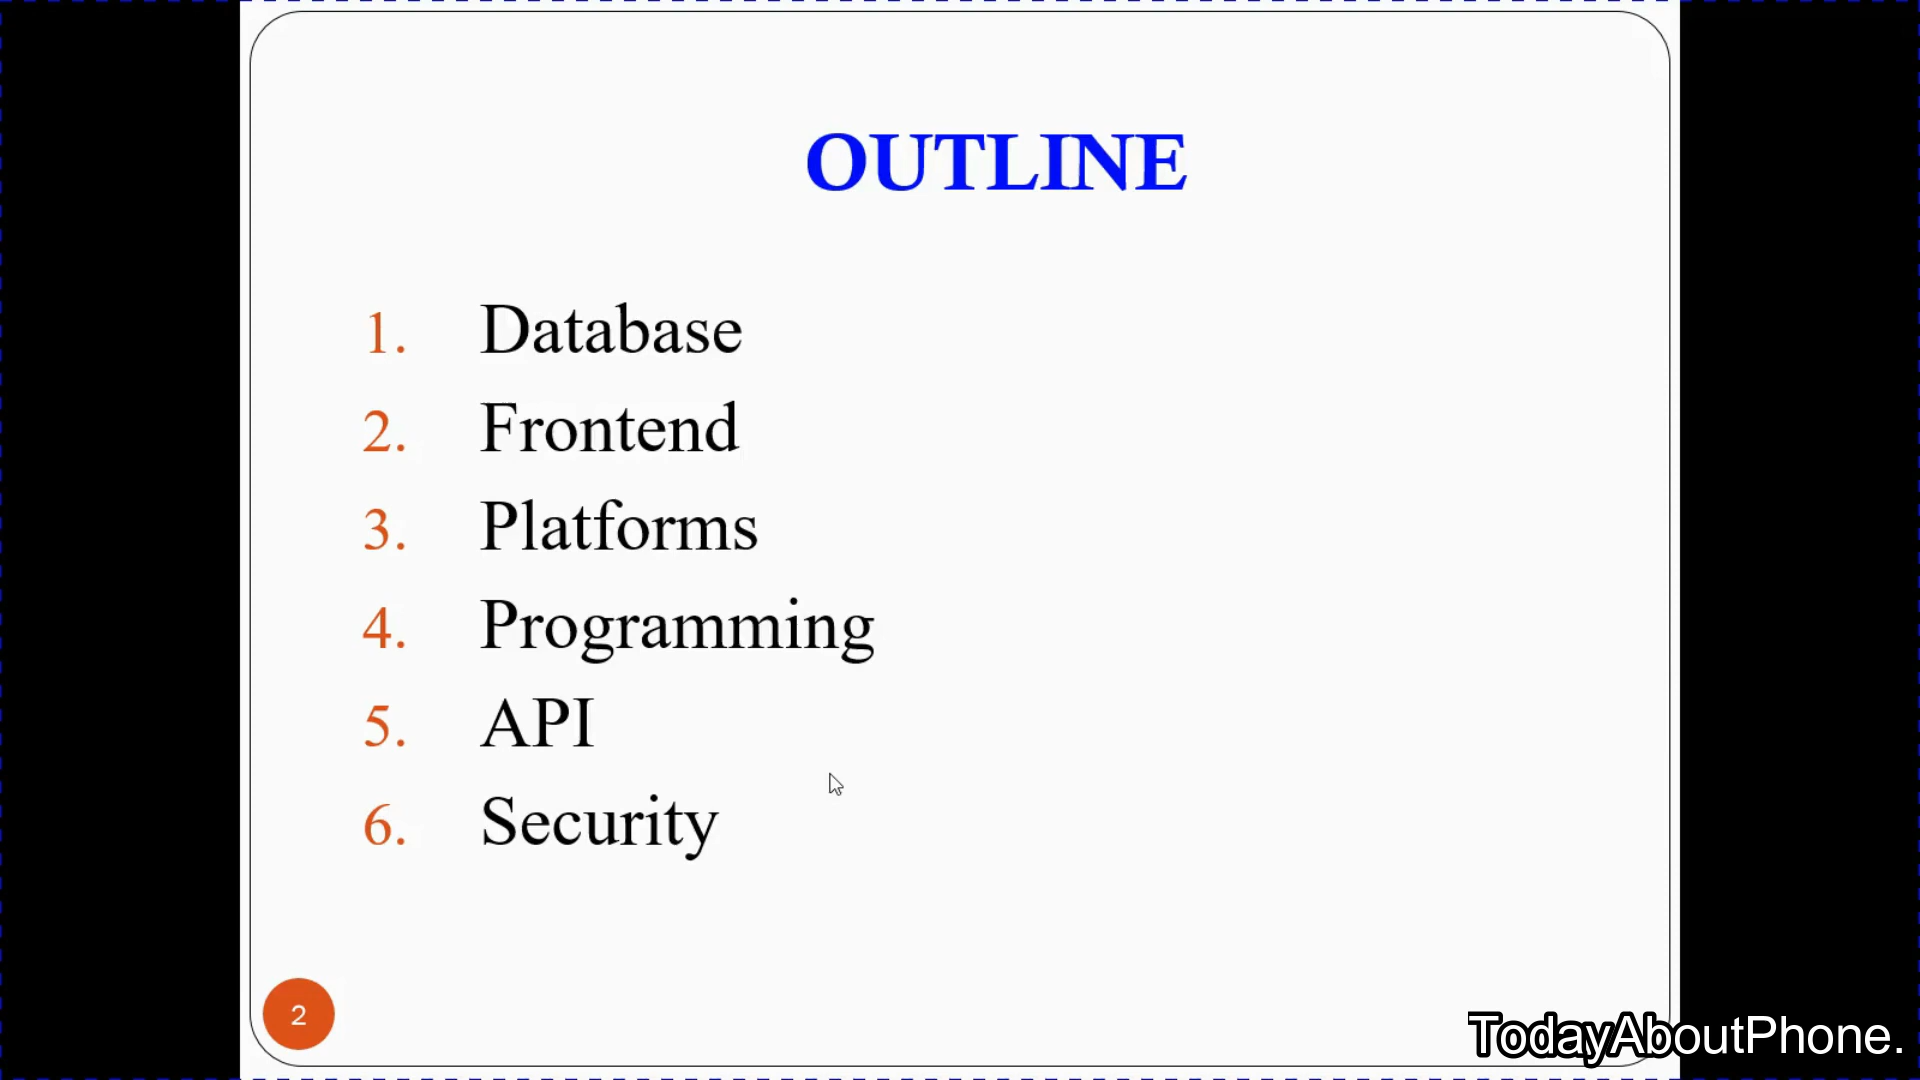 OUTLINE
1. Database
2. Frontend
3. Platforms
4. Programming
5. API
6. Security
2
TodayAboutPhone.